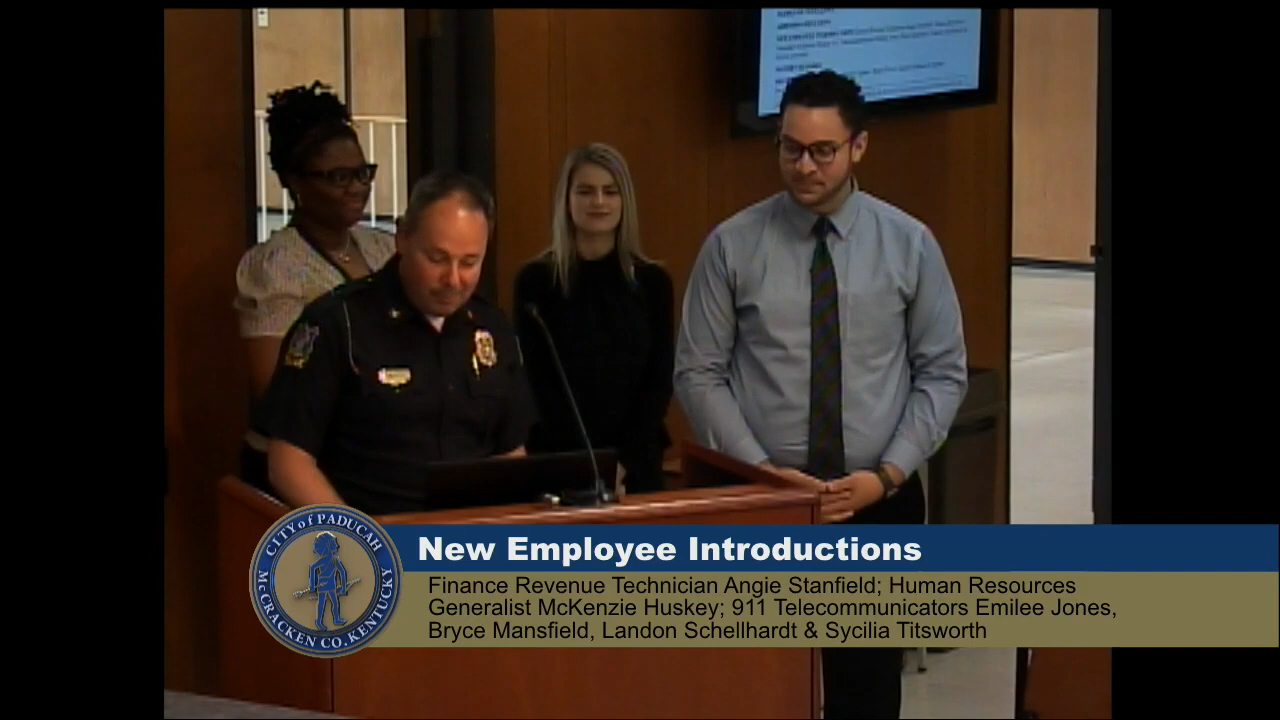 New Employee Introductions
Finance Revenue Technician Angie Stanfield; Human Resources
Generalist McKenzie Huskey; 911 Telecommunicators Emilee Jones,
Bryce Mansfield, Landon Schellhardt & Sycilia Titsworth
CITY of PADUCAH
McCRACKEN CO. KENTUCKY